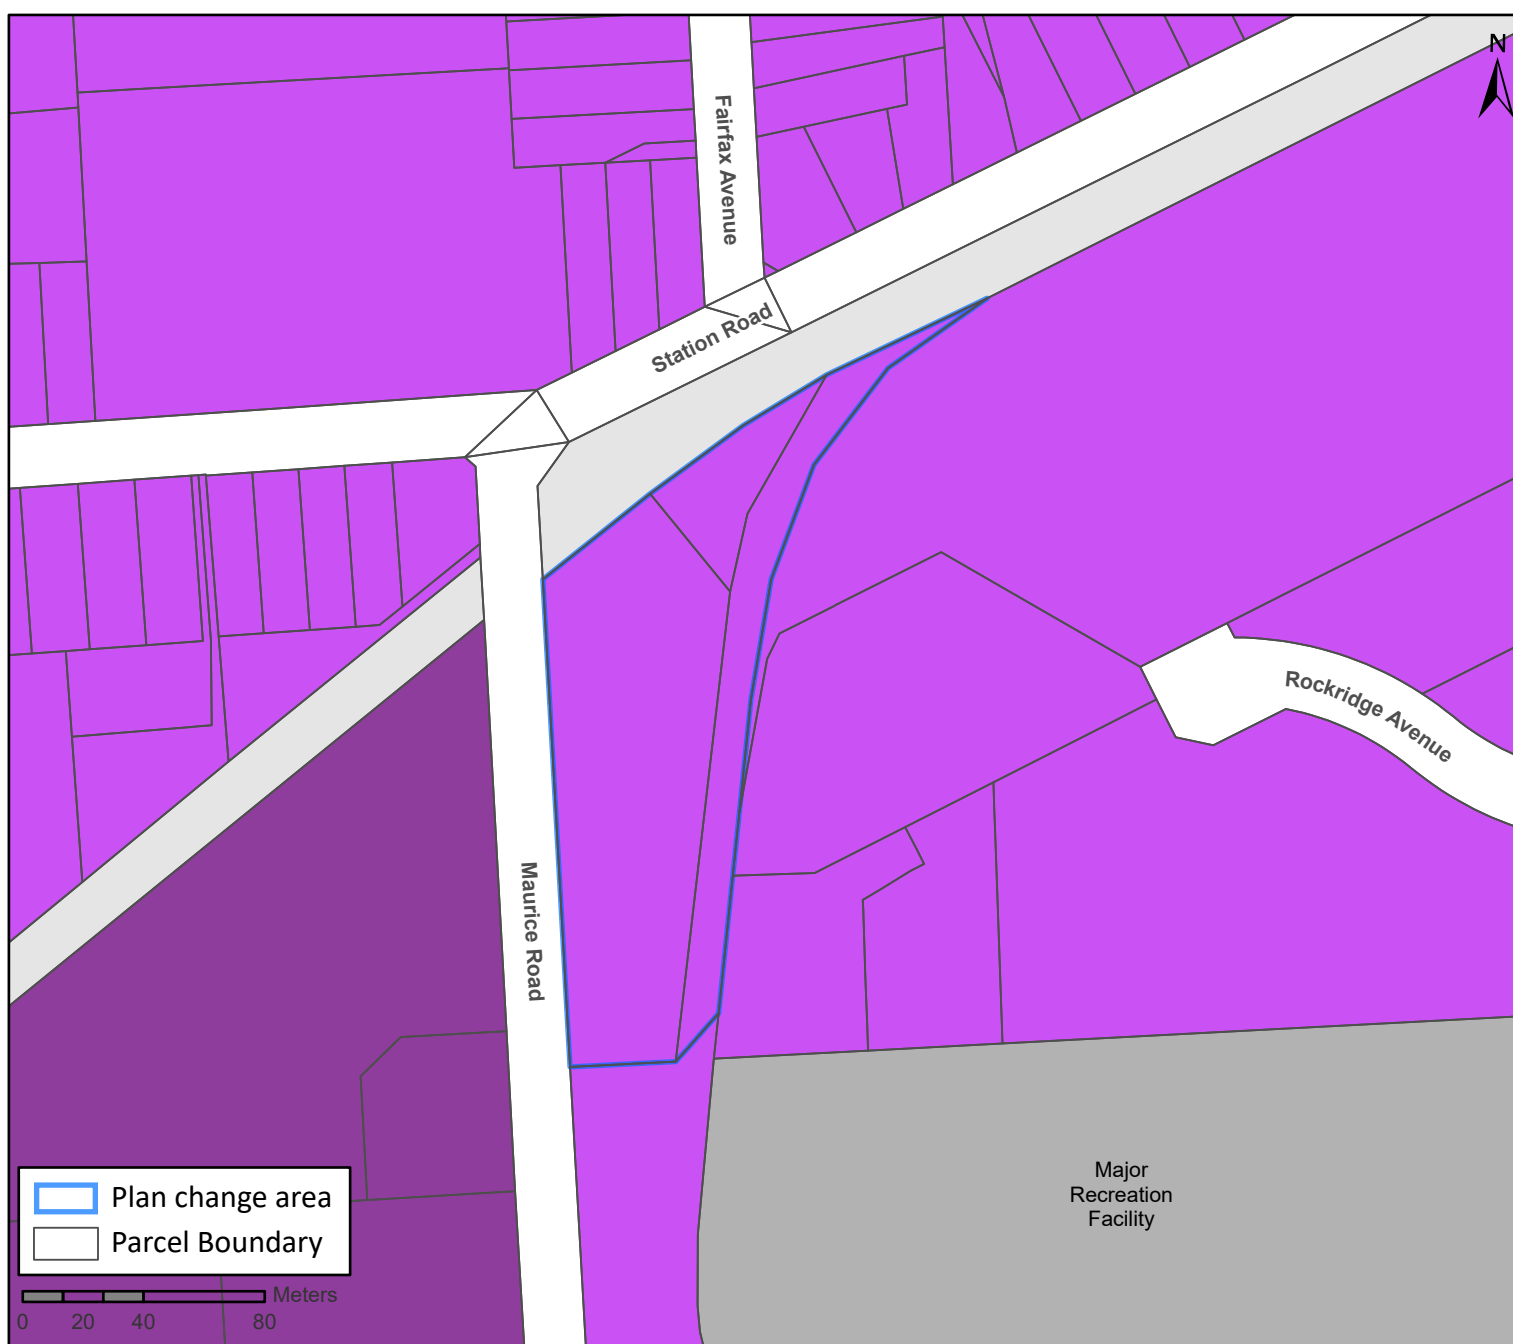 N
Fairfax Avenue
Station Road
Rockridge Avenue
Maurice Road
Major
Recreation
Facility
Plan change area
Parcel Boundary
Meters
0 20 40 80